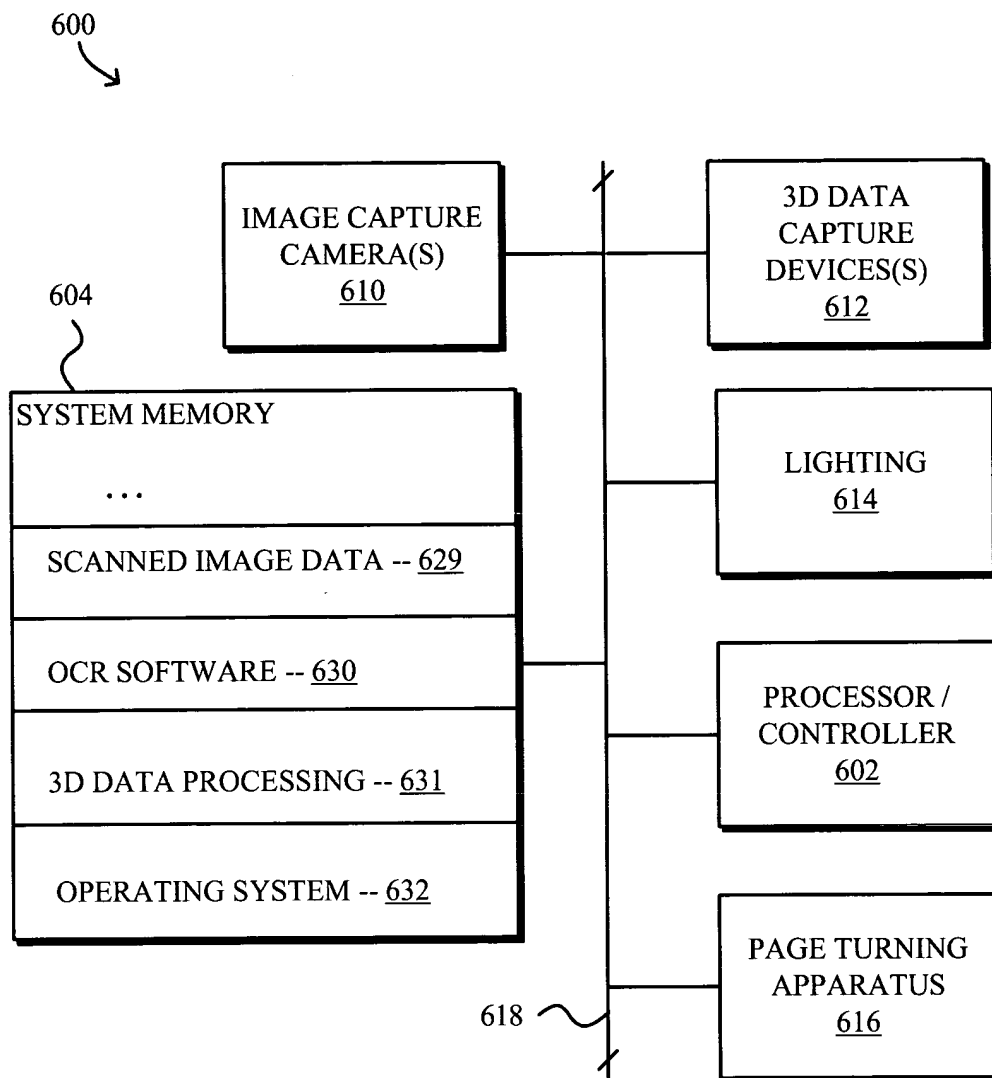 600
IMAGE CAPTURE
CAMERA(S)
610
3D DATA
CAPTURE
DEVICES(S)
612
604
SYSTEM MEMORY
...
SCANNED IMAGE DATA -- 629
OCR SOFTWARE -- 630
3D DATA PROCESSING -- 631
OPERATING SYSTEM -- 632
LIGHTING
614
PROCESSOR /
CONTROLLER
602
PAGE TURNING
APPARATUS
616
618